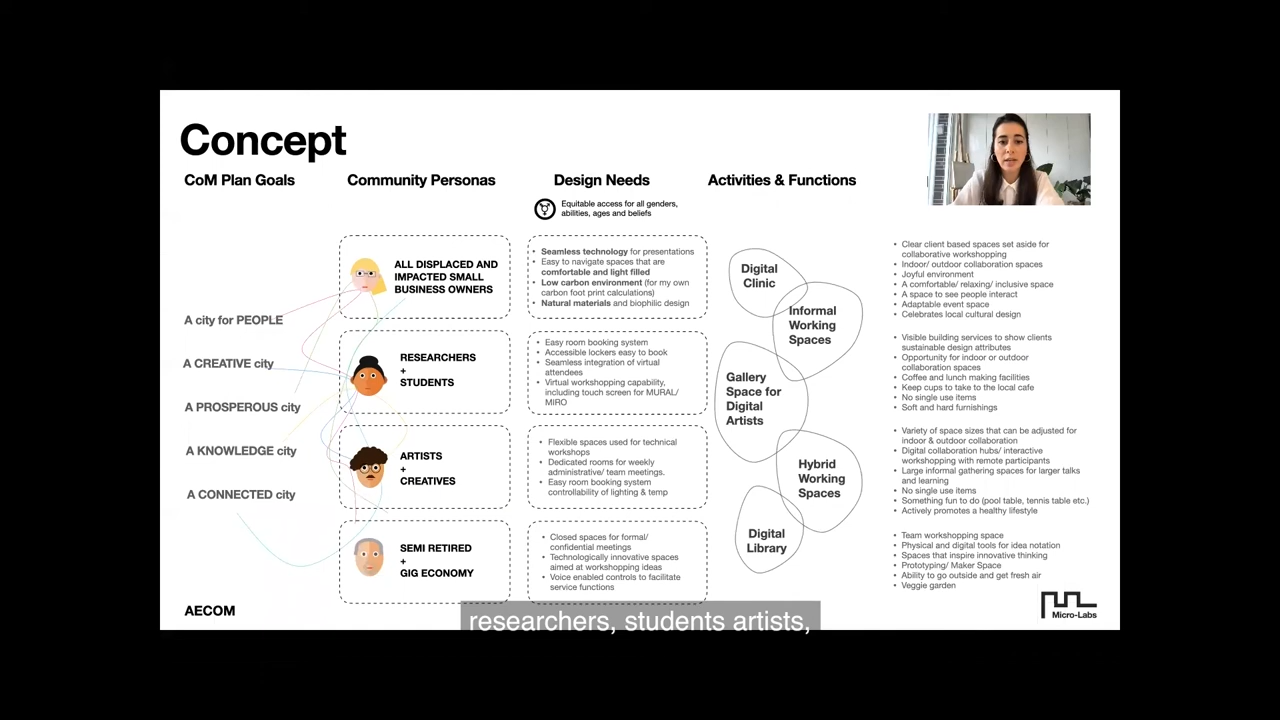 Concept
CoM Plan Goals
Community Personas
Design Needs
Activities & Functions
Equitable access for all genders,
abilities, ages and beliefs
A city for PEOPLE
A CREATIVE city
A PROSPEROUS city
A KNOWLEDGE city
A CONNECTED city
ALL DISPLACED AND
IMPACTED SMALL
BUSINESS OWNERS
RESEARCHERS
+
STUDENTS
ARTISTS
+
CREATIVES
SEMI RETIRED
+
GIG ECONOMY
• Seamless technology for presentations
• Easy to navigate spaces that are
comfortable and light filled
• Low carbon environment (for my own
carbon foot print calculations)
• Natural materials and biophilic design
• Easy room booking system
• Accessible lockers easy to book
• Seamless integration of virtual
attendees
• Virtual workshopping capability,
including touch screen for MURAL/
MIRO
• Flexible spaces used for technical
workshops
• Dedicated rooms for weekly
administrative/ team meetings.
• Easy room booking system
controllability of lighting & temp
• Closed spaces for formal/
confidential meetings
• Technologically innovative spaces
aimed at workshopping ideas
• Voice enabled controls to facilitate
service functions
Digital
Clinic
Informal
Working
Spaces
Gallery
Space for
Digital
Artists
Hybrid
Working
Spaces
Digital
Library
• Clear client based spaces set aside for
collaborative workshopping
• Indoor/ outdoor collaboration spaces
• Joyful environment
• A comfortable/ relaxing/ inclusive space
• A space to see people interact
• Adaptable event space
• Celebrates local cultural design
• Visible building services to show clients
sustainable design attributes
• Opportunity for indoor or outdoor
collaboration spaces
• Coffee and lunch making facilities
• Keep cups to take to the local cafe
• No single use items
• Soft and hard furnishings
• Variety of space sizes that can be adjusted for
indoor & outdoor collaboration
• Digital collaboration hubs/ interactive
workshopping with remote participants
• Large informal gathering spaces for larger talks
and learning
• No single use items
• Something fun to do (pool table, tennis table etc.)
• Actively promotes a healthy lifestyle
• Team workshopping space
• Physical and digital tools for idea notation
• Spaces that inspire innovative thinking
• Prototyping/ Maker Space
• Ability to go outside and get fresh air
• Veggie garden
AECOM
Micro-Labs
researchers, students artists,